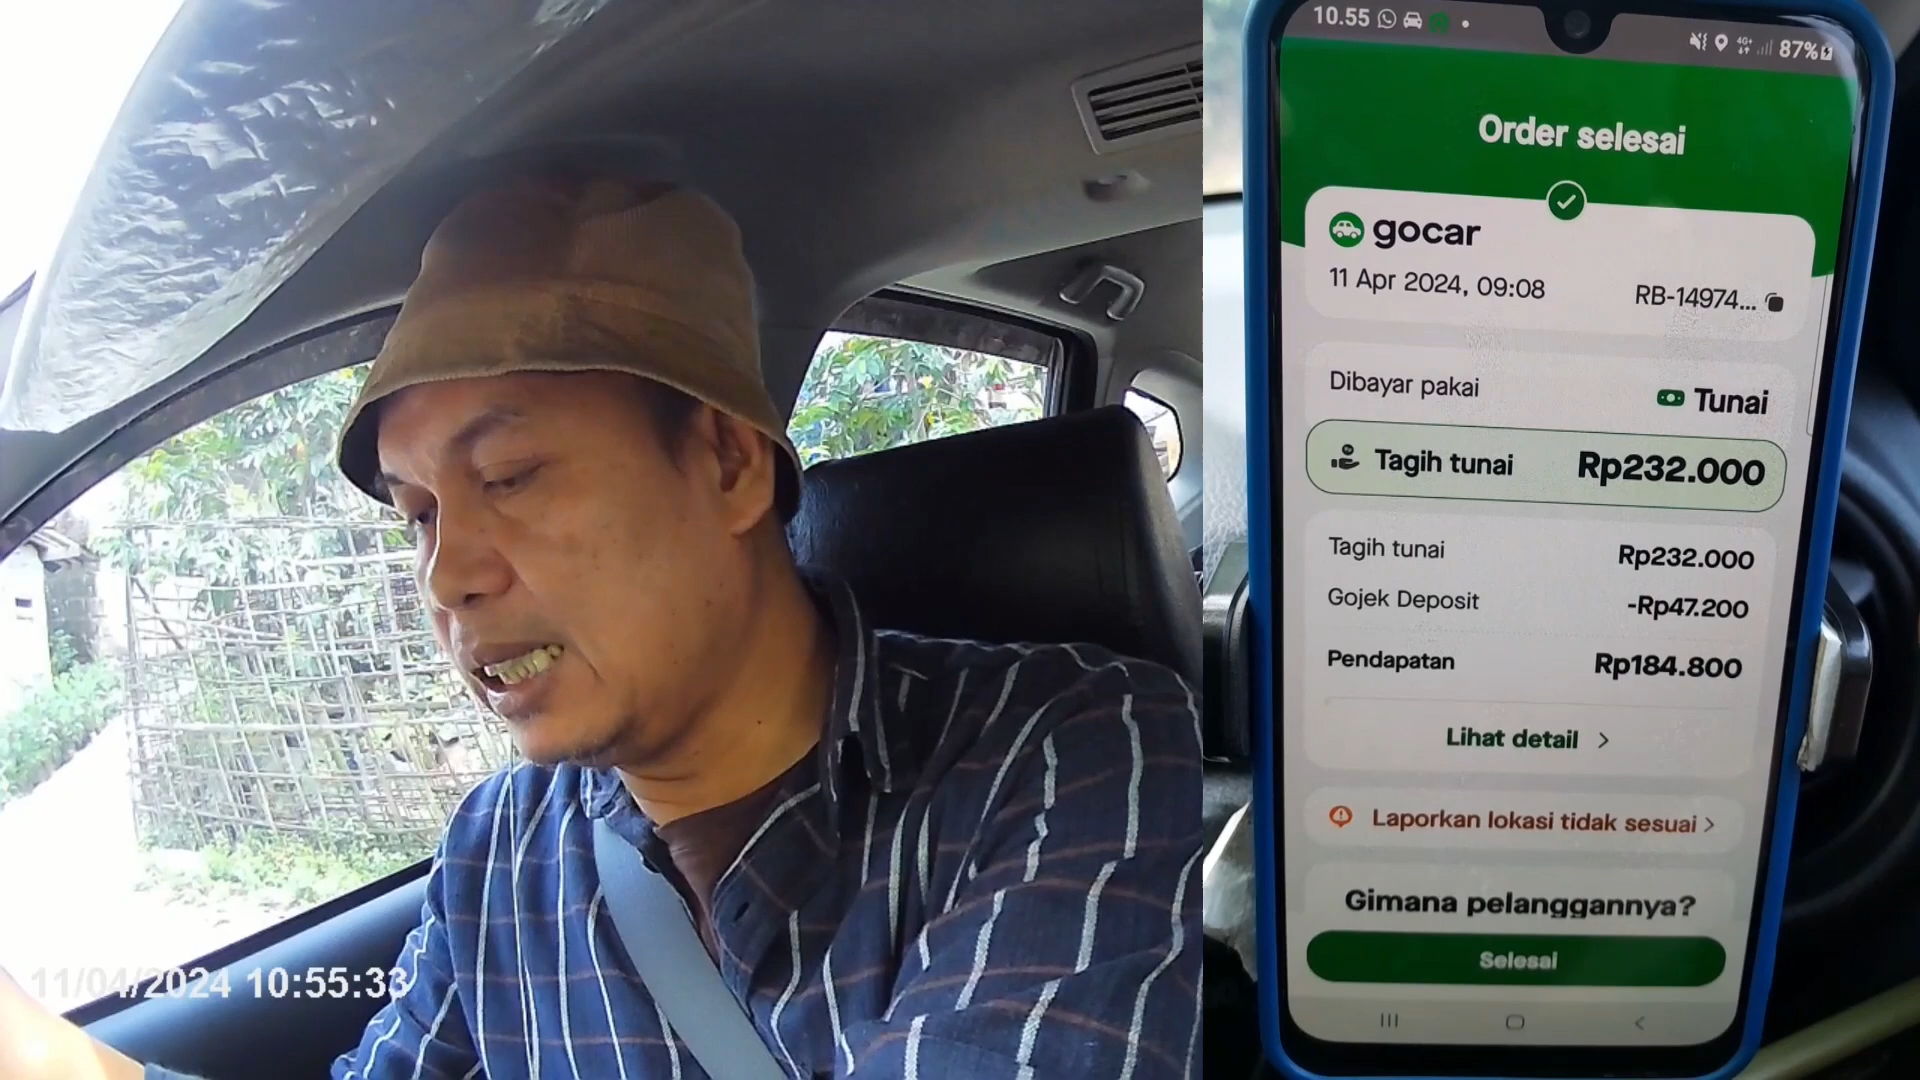 10.55
4G+
87%
Order selesai
gocar
11 Apr 2024, 09:08
RB-14974...
Dibayar pakai
Tunai
Tagih tunai Rp232.000
Tagih tunai Rp232.000
Gojek Deposit -Rp47.200
Pendapatan Rp184.800
Lihat detail >
Laporkan lokasi tidak sesuai >
Gimana pelanggannya?
Selesai
11/04/2024 10:55:33